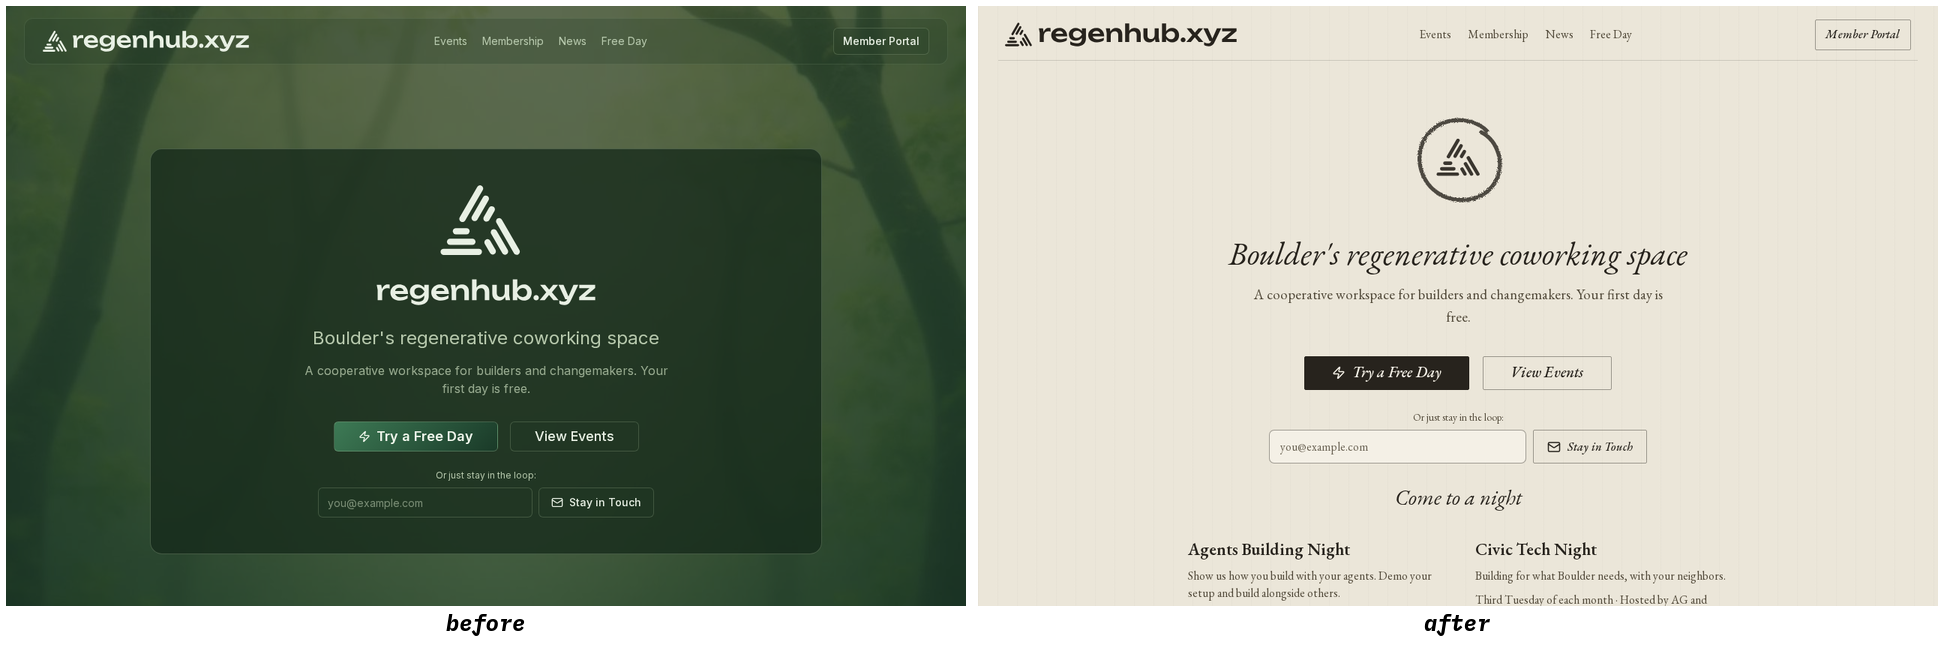 regenhub.xyz
Events Membership News Free Day
Member Portal
regenhub.xyz
Boulder's regenerative coworking space
A cooperative workspace for builders and changemakers. Your
first day is free.
Try a Free Day
View Events
Or just stay in the loop:
you@example.com
Stay in Touch
before
regenhub.xyz
Events Membership News Free Day
Member Portal
Boulder's regenerative coworking space
A cooperative workspace for builders and changemakers. Your first day is
free.
Try a Free Day
View Events
Or just stay in the loop:
you@example.com
Stay in Touch
Come to a night
Agents Building Night
Show us how you build with your agents. Demo your
setup and build alongside others.
Civic Tech Night
Building for what Boulder needs, with your neighbors.
Third Tuesday of each month · Hosted by AG and
after